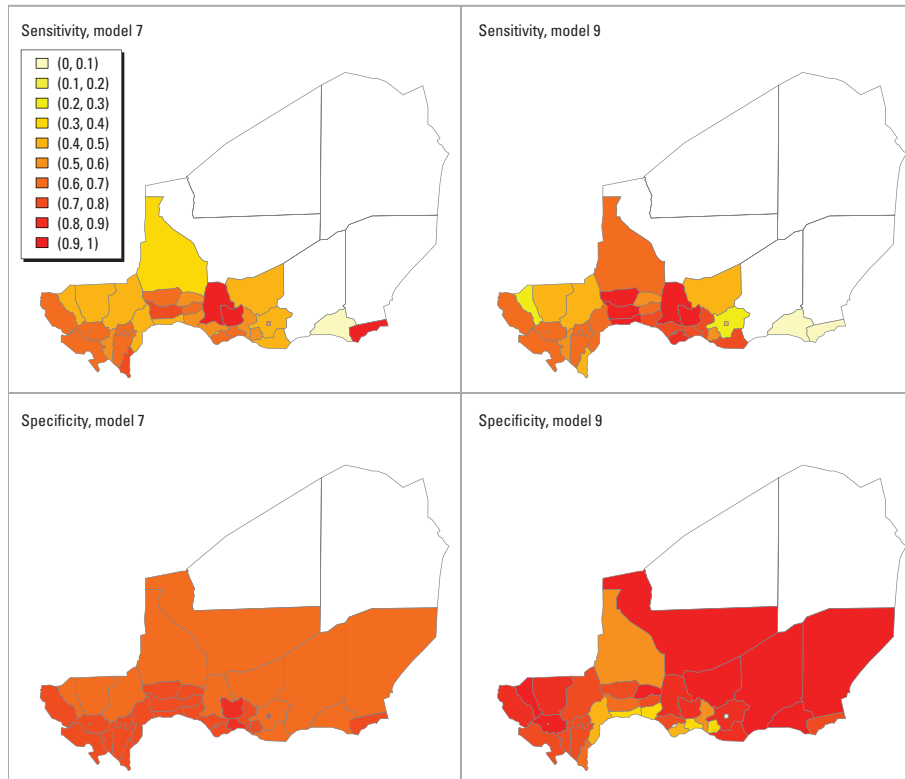 Sensitivity, model 7
(0, 0.1)
(0.1, 0.2)
(0.2, 0.3)
(0.3, 0.4)
(0.4, 0.5)
(0.5, 0.6)
(0.6, 0.7)
(0.7, 0.8)
(0.8, 0.9)
(0.9, 1)
Sensitivity, model 9
Specificity, model 7
Specificity, model 9